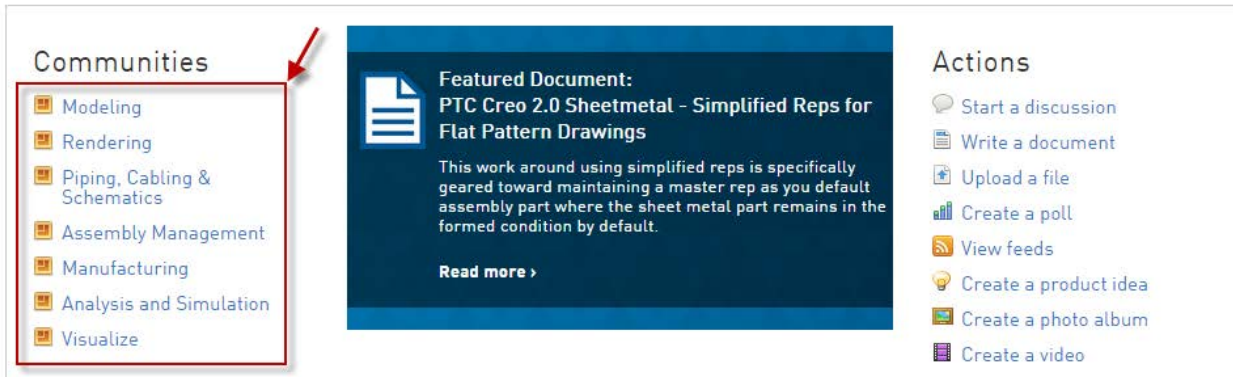 Communities
Modeling
Rendering
Piping, Cabling &
Schematics
Assembly Management
Manufacturing
Analysis and Simulation
Visualize
Featured Document:
PTC Creo 2.0 Sheetmetal - Simplified Reps for
Flat Pattern Drawings
This work around using simplified reps is specifically
geared toward maintaining a master rep as you default
assembly part where the sheet metal part remains in the
formed condition by default.
Read more ›
Actions
Start a discussion
Write a document
Upload a file
Create a poll
View feeds
Create a product idea
Create a photo album
Create a video